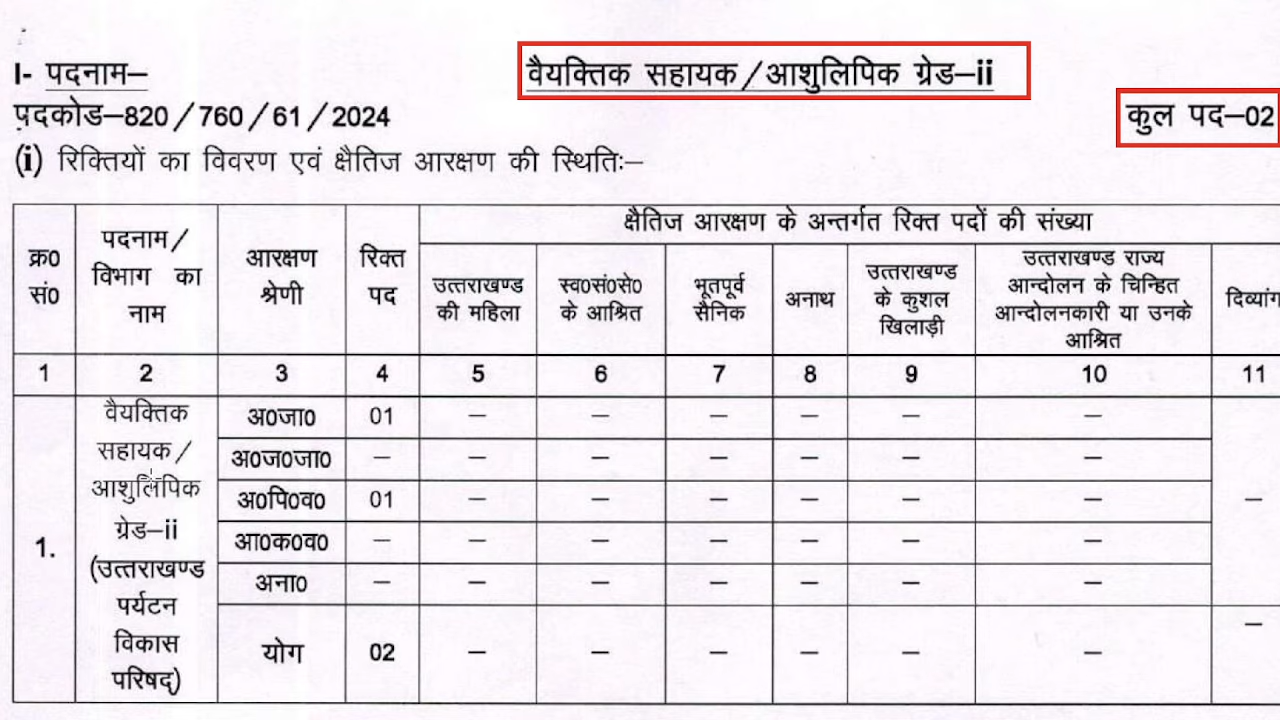 I- पदनाम–
वैयक्तिक सहायक/आशुलिपिक ग्रेड–ii
पदकोड–820/760/61/2024
कुल पद–02
(i) रिक्तियों का विवरण एवं क्षैतिज आरक्षण की स्थितिः–
क्र0 सं0
पदनाम/ विभाग का नाम
आरक्षण श्रेणी
रिक्त पद
क्षैतिज आरक्षण के अन्तर्गत रिक्त पदों की संख्या
उत्तराखण्ड की महिला
स्व0सं0से0 के आश्रित
भूतपूर्व सैनिक
अनाथ
उत्तराखण्ड के कुशल खिलाड़ी
उत्तराखण्ड राज्य आन्दोलन के चिन्हित आन्दोलनकारी या उनके आश्रित
दिव्यांग
1 2 3 4 5 6 7 8 9 10 11
1.
वैयक्तिक सहायक/ आशुलिपिक ग्रेड–ii (उत्तराखण्ड पर्यटन विकास परिषद्)
अ0जा0 01 – – – – – –
अ0ज0जा0 – – – – – – –
अ0पि0व0 01 – – – – – – –
आ0क0व0 – – – – – – –
अना0 – – – – – – –
योग 02 – – – – – – –